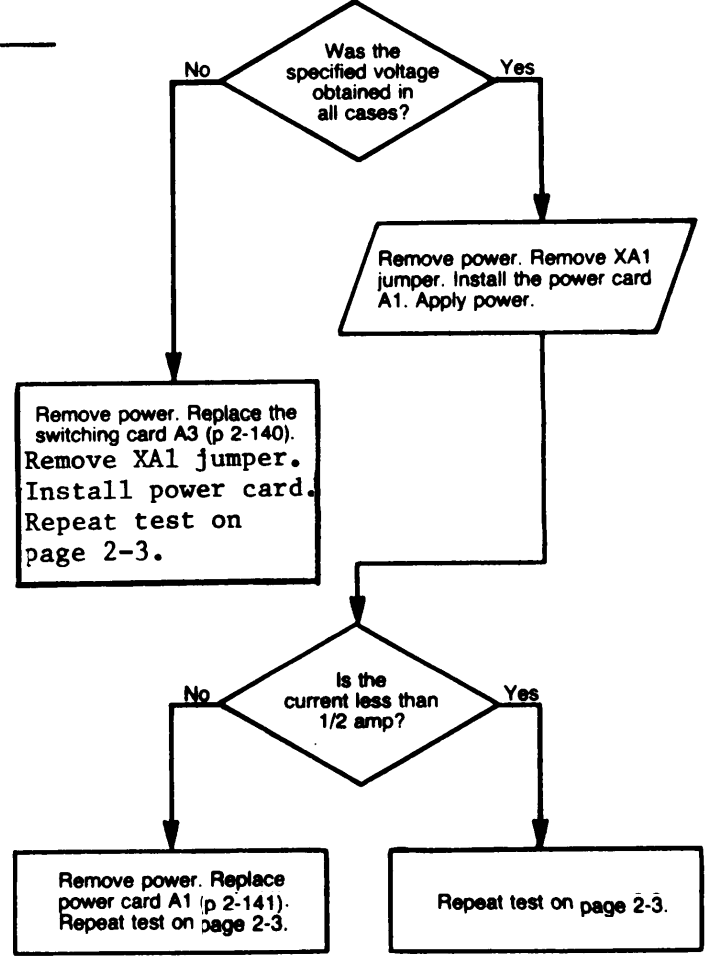 Was the
specified voltage
obtained in
all cases?
No
Yes
Remove power. Remove XA1
jumper. Install the power card
A1. Apply power.
Remove power. Replace the
switching card A3 (p 2-140).
Remove XA1 jumper.
Install power card.
Repeat test on
page 2-3.
Is the
current less than
1/2 amp?
No
Yes
Remove power. Replace
power card A1 (p 2-141).
Repeat test on page 2-3.
Repeat test on page 2-3.